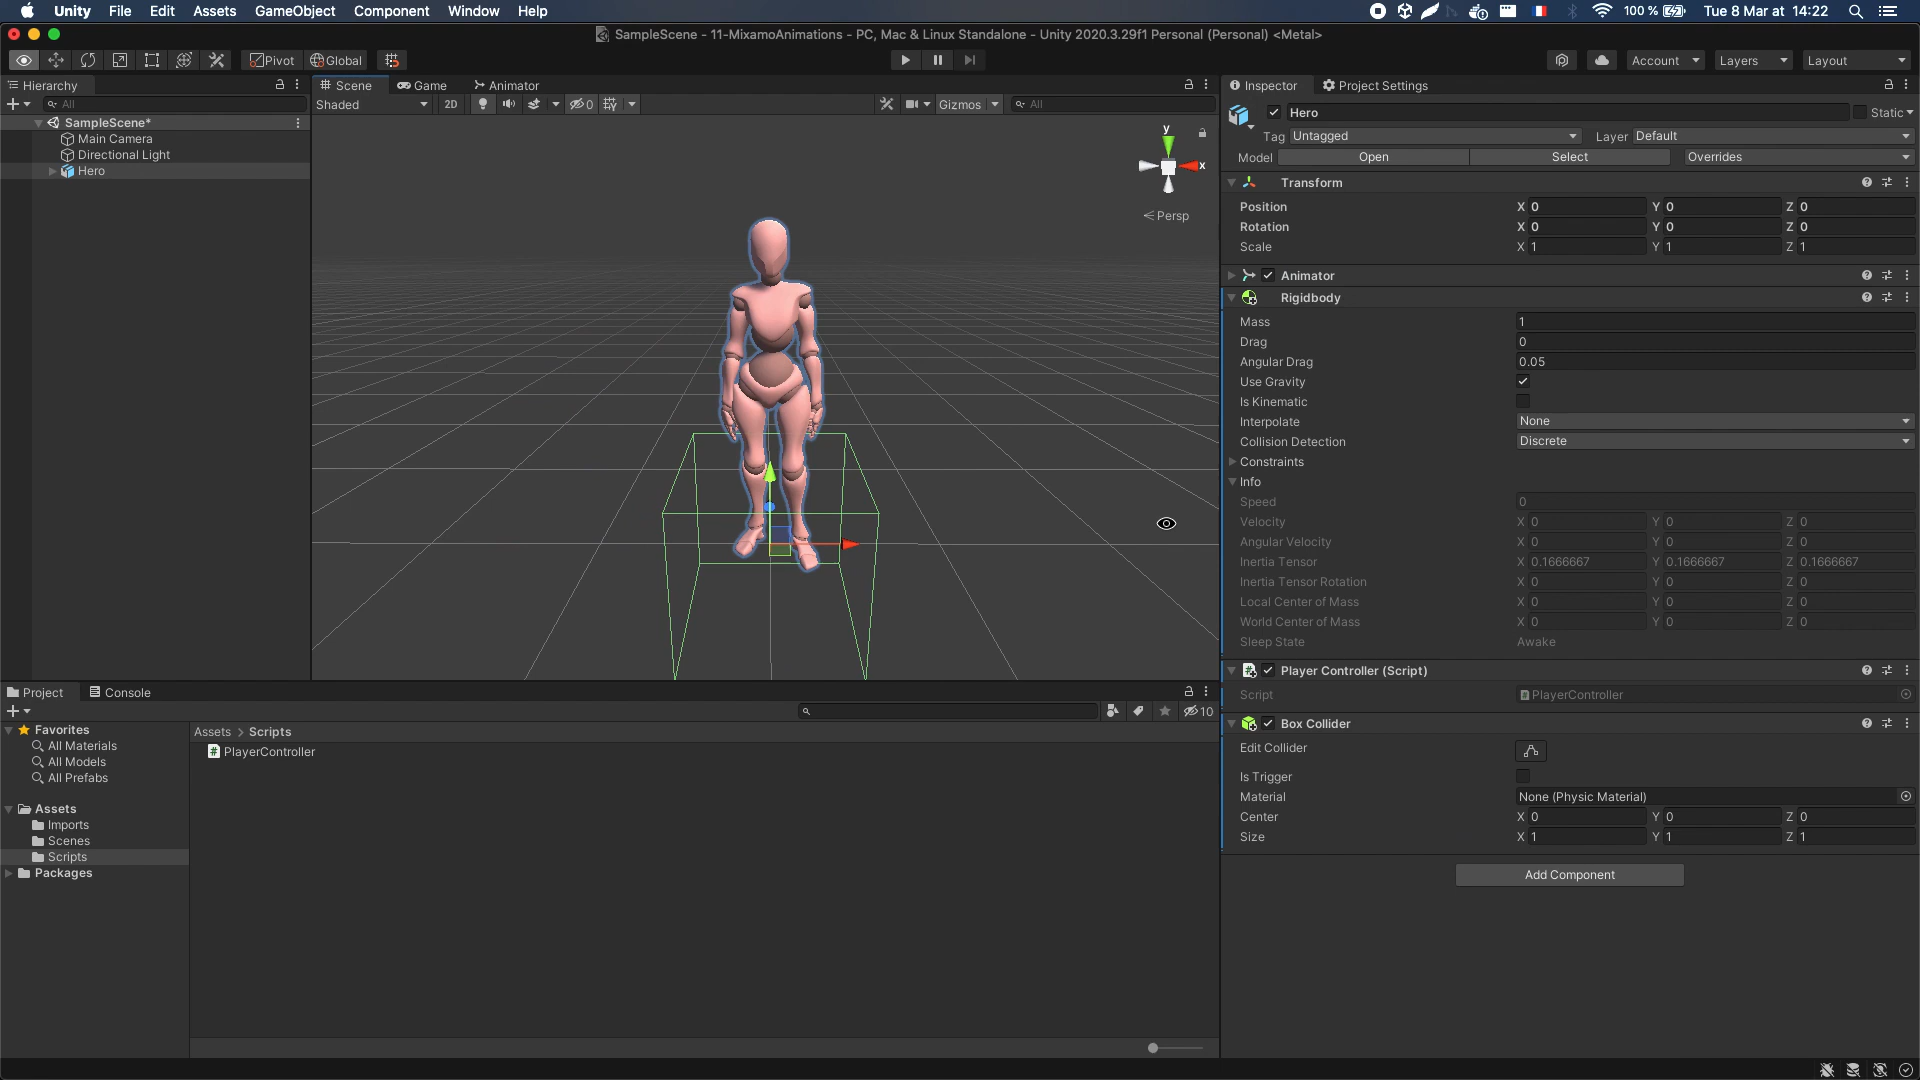 Unity File Edit Assets GameObject Component Window Help 100 % Tue 8 Mar at 14:22
SampleScene - 11-MixamoAnimations - PC, Mac & Linux Standalone - Unity 2020.3.29f1 Personal (Personal) <Metal>
Pivot Global Account Layers Layout
Hierarchy
All
SampleScene*
Main Camera
Directional Light
Hero
Scene Game Animator
Shaded 2D 0 Gizmos All
y
x
Persp
Inspector Project Settings
Hero Static
Tag Untagged Layer Default
Model Open Select Overrides
Transform
Position X 0 Y 0 Z 0
Rotation X 0 Y 0 Z 0
Scale X 1 Y 1 Z 1
Animator
Rigidbody
Mass 1
Drag 0
Angular Drag 0.05
Use Gravity
Is Kinematic
Interpolate None
Collision Detection Discrete
Constraints
Info
Speed 0
Velocity X 0 Y 0 Z 0
Angular Velocity X 0 Y 0 Z 0
Inertia Tensor X 0.1666667 Y 0.1666667 Z 0.1666667
Inertia Tensor Rotation X 0 Y 0 Z 0
Local Center of Mass X 0 Y 0 Z 0
World Center of Mass X 0 Y 0 Z 0
Sleep State Awake
Player Controller (Script)
Script PlayerController
Box Collider
Edit Collider
Is Trigger
Material None (Physic Material)
Center X 0 Y 0 Z 0
Size X 1 Y 1 Z 1
Add Component
Project Console
10
Favorites
All Materials
All Models
All Prefabs
Assets
Imports
Scenes
Scripts
Packages
Assets > Scripts
PlayerController